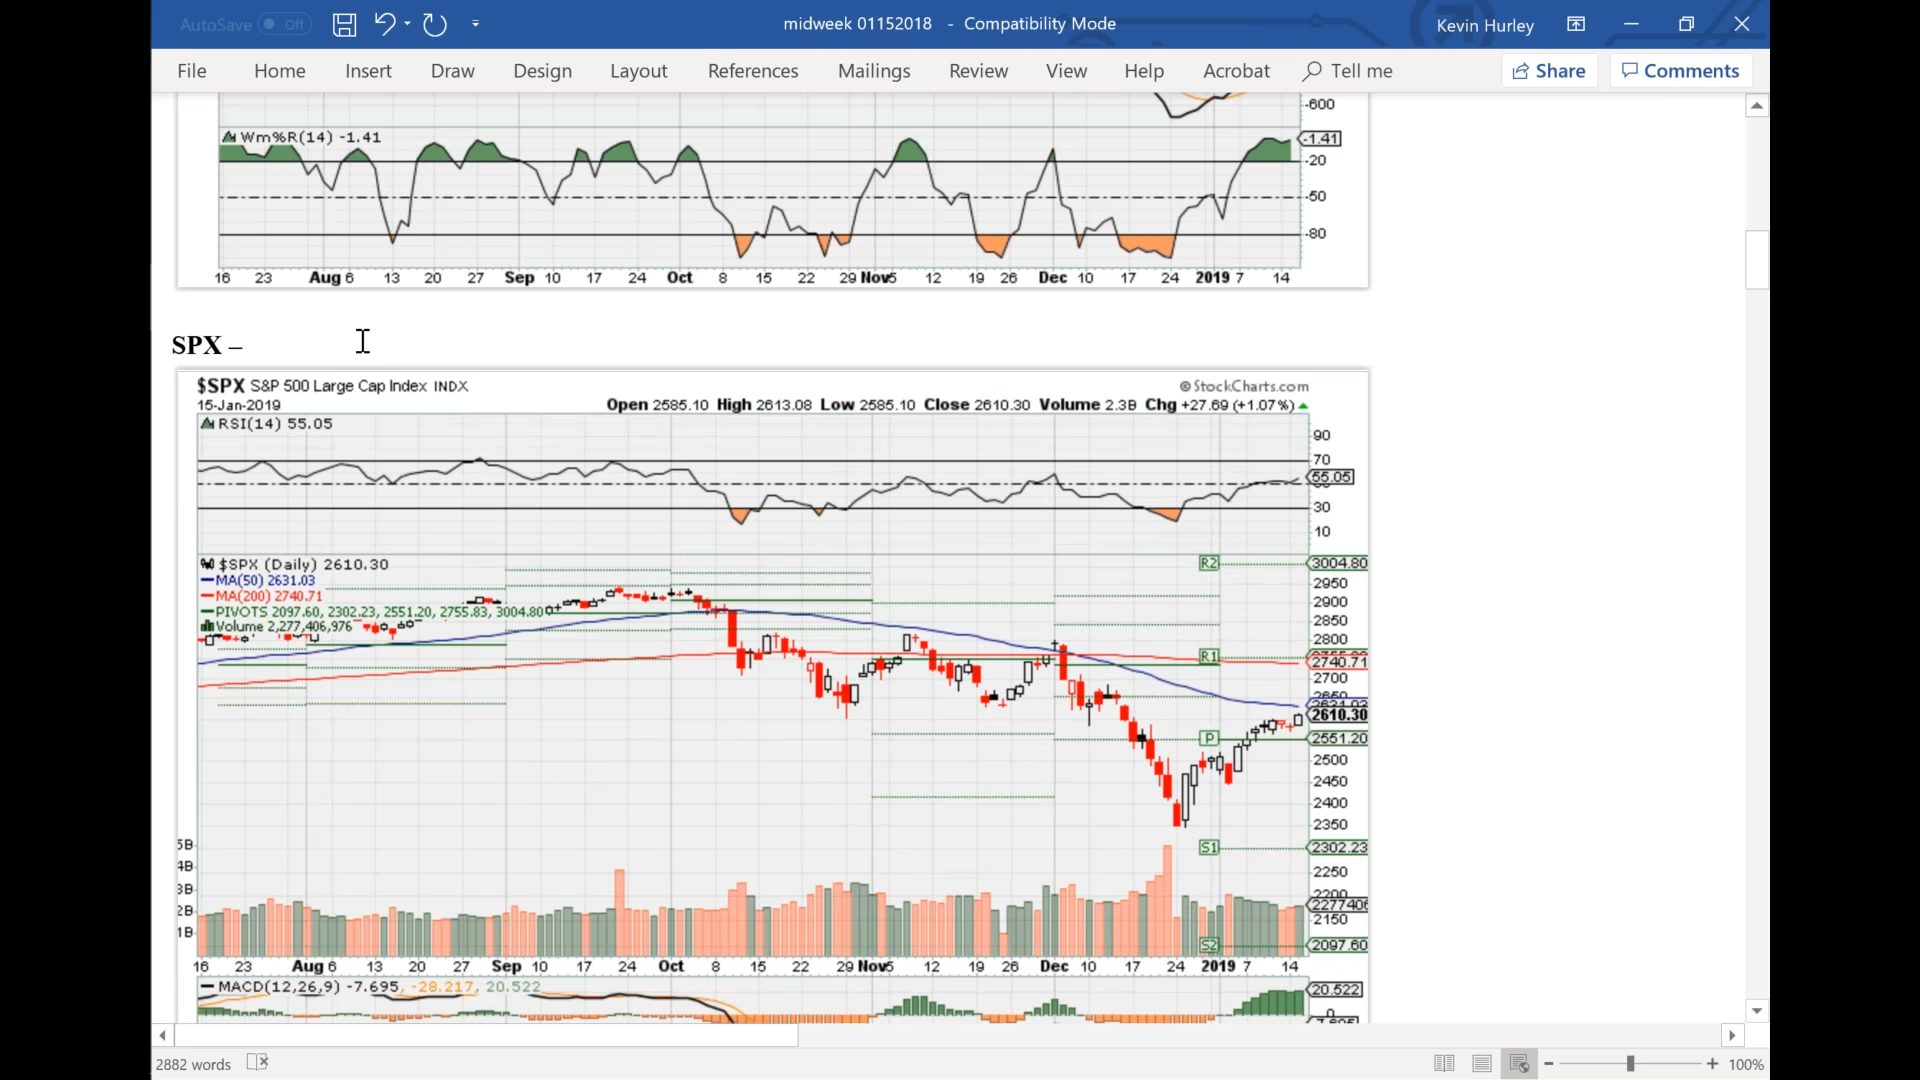 AutoSave Off midweek 01152018 - Compatibility Mode Kevin Hurley
File Home Insert Draw Design Layout References Mailings Review View Help Acrobat Tell me Share Comments
-600
Wm%R(14) -1.41
-1.41
-20
-50
-80
16 23 Aug 6 13 20 27 Sep 10 17 24 Oct 8 15 22 29 Nov5 12 19 26 Dec 10 17 24 2019 7 14
SPX –
$SPX S&P 500 Large Cap Index INDX
© StockCharts.com
15-Jan-2019
Open 2585.10 High 2613.08 Low 2585.10 Close 2610.30 Volume 2.3B Chg +27.69 (+1.07%)
RSI(14) 55.05
90
70
55.05
30
10
$SPX (Daily) 2610.30
MA(50) 2631.03
MA(200) 2740.71
PIVOTS 2097.60, 2302.23, 2551.20, 2755.83, 3004.80
Volume 2,277,406,976
R2 3004.80
2950
2900
2850
2800
R1
2740.71
2700
2610.30
P 2551.20
2500
2450
2400
2350
S1 2302.23
2250
2200
2277406
2150
S2 2097.60
5B
4B
3B
2B
1B
16 23 Aug 6 13 20 27 Sep 10 17 24 Oct 8 15 22 29 Nov5 12 19 26 Dec 10 17 24 2019 7 14
MACD(12,26,9) -7.695, -28.217, 20.522
20.522
2882 words 100%